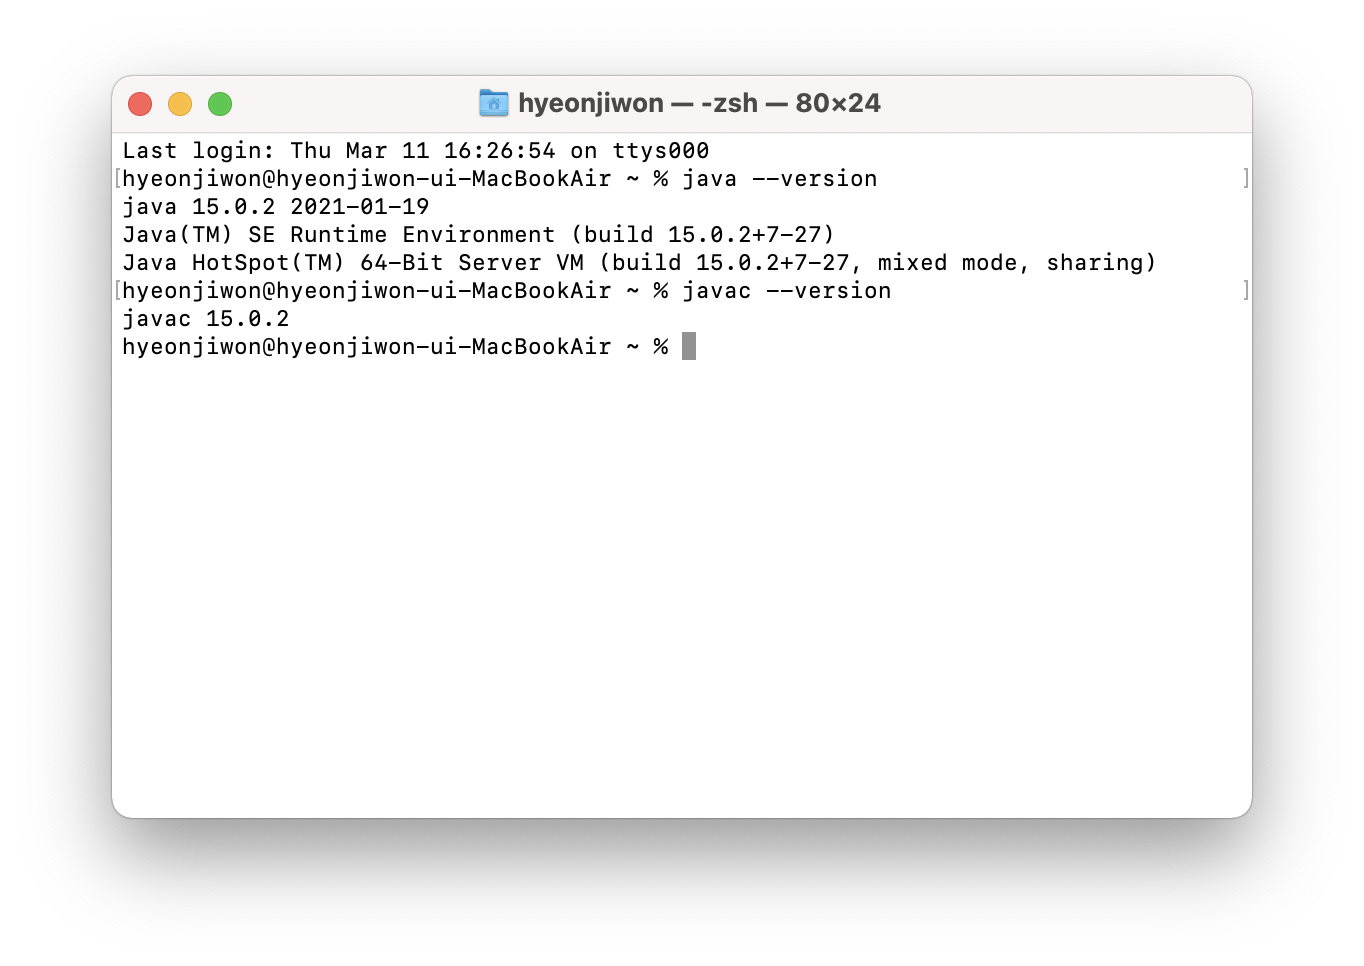 hyeonjiwon — -zsh — 80×24
Last login: Thu Mar 11 16:26:54 on ttys000
[hyeonjiwon@hyeonjiwon-ui-MacBookAir ~ % java --version ]
java 15.0.2 2021-01-19
Java(TM) SE Runtime Environment (build 15.0.2+7-27)
Java HotSpot(TM) 64-Bit Server VM (build 15.0.2+7-27, mixed mode, sharing)
[hyeonjiwon@hyeonjiwon-ui-MacBookAir ~ % javac --version ]
javac 15.0.2
hyeonjiwon@hyeonjiwon-ui-MacBookAir ~ %